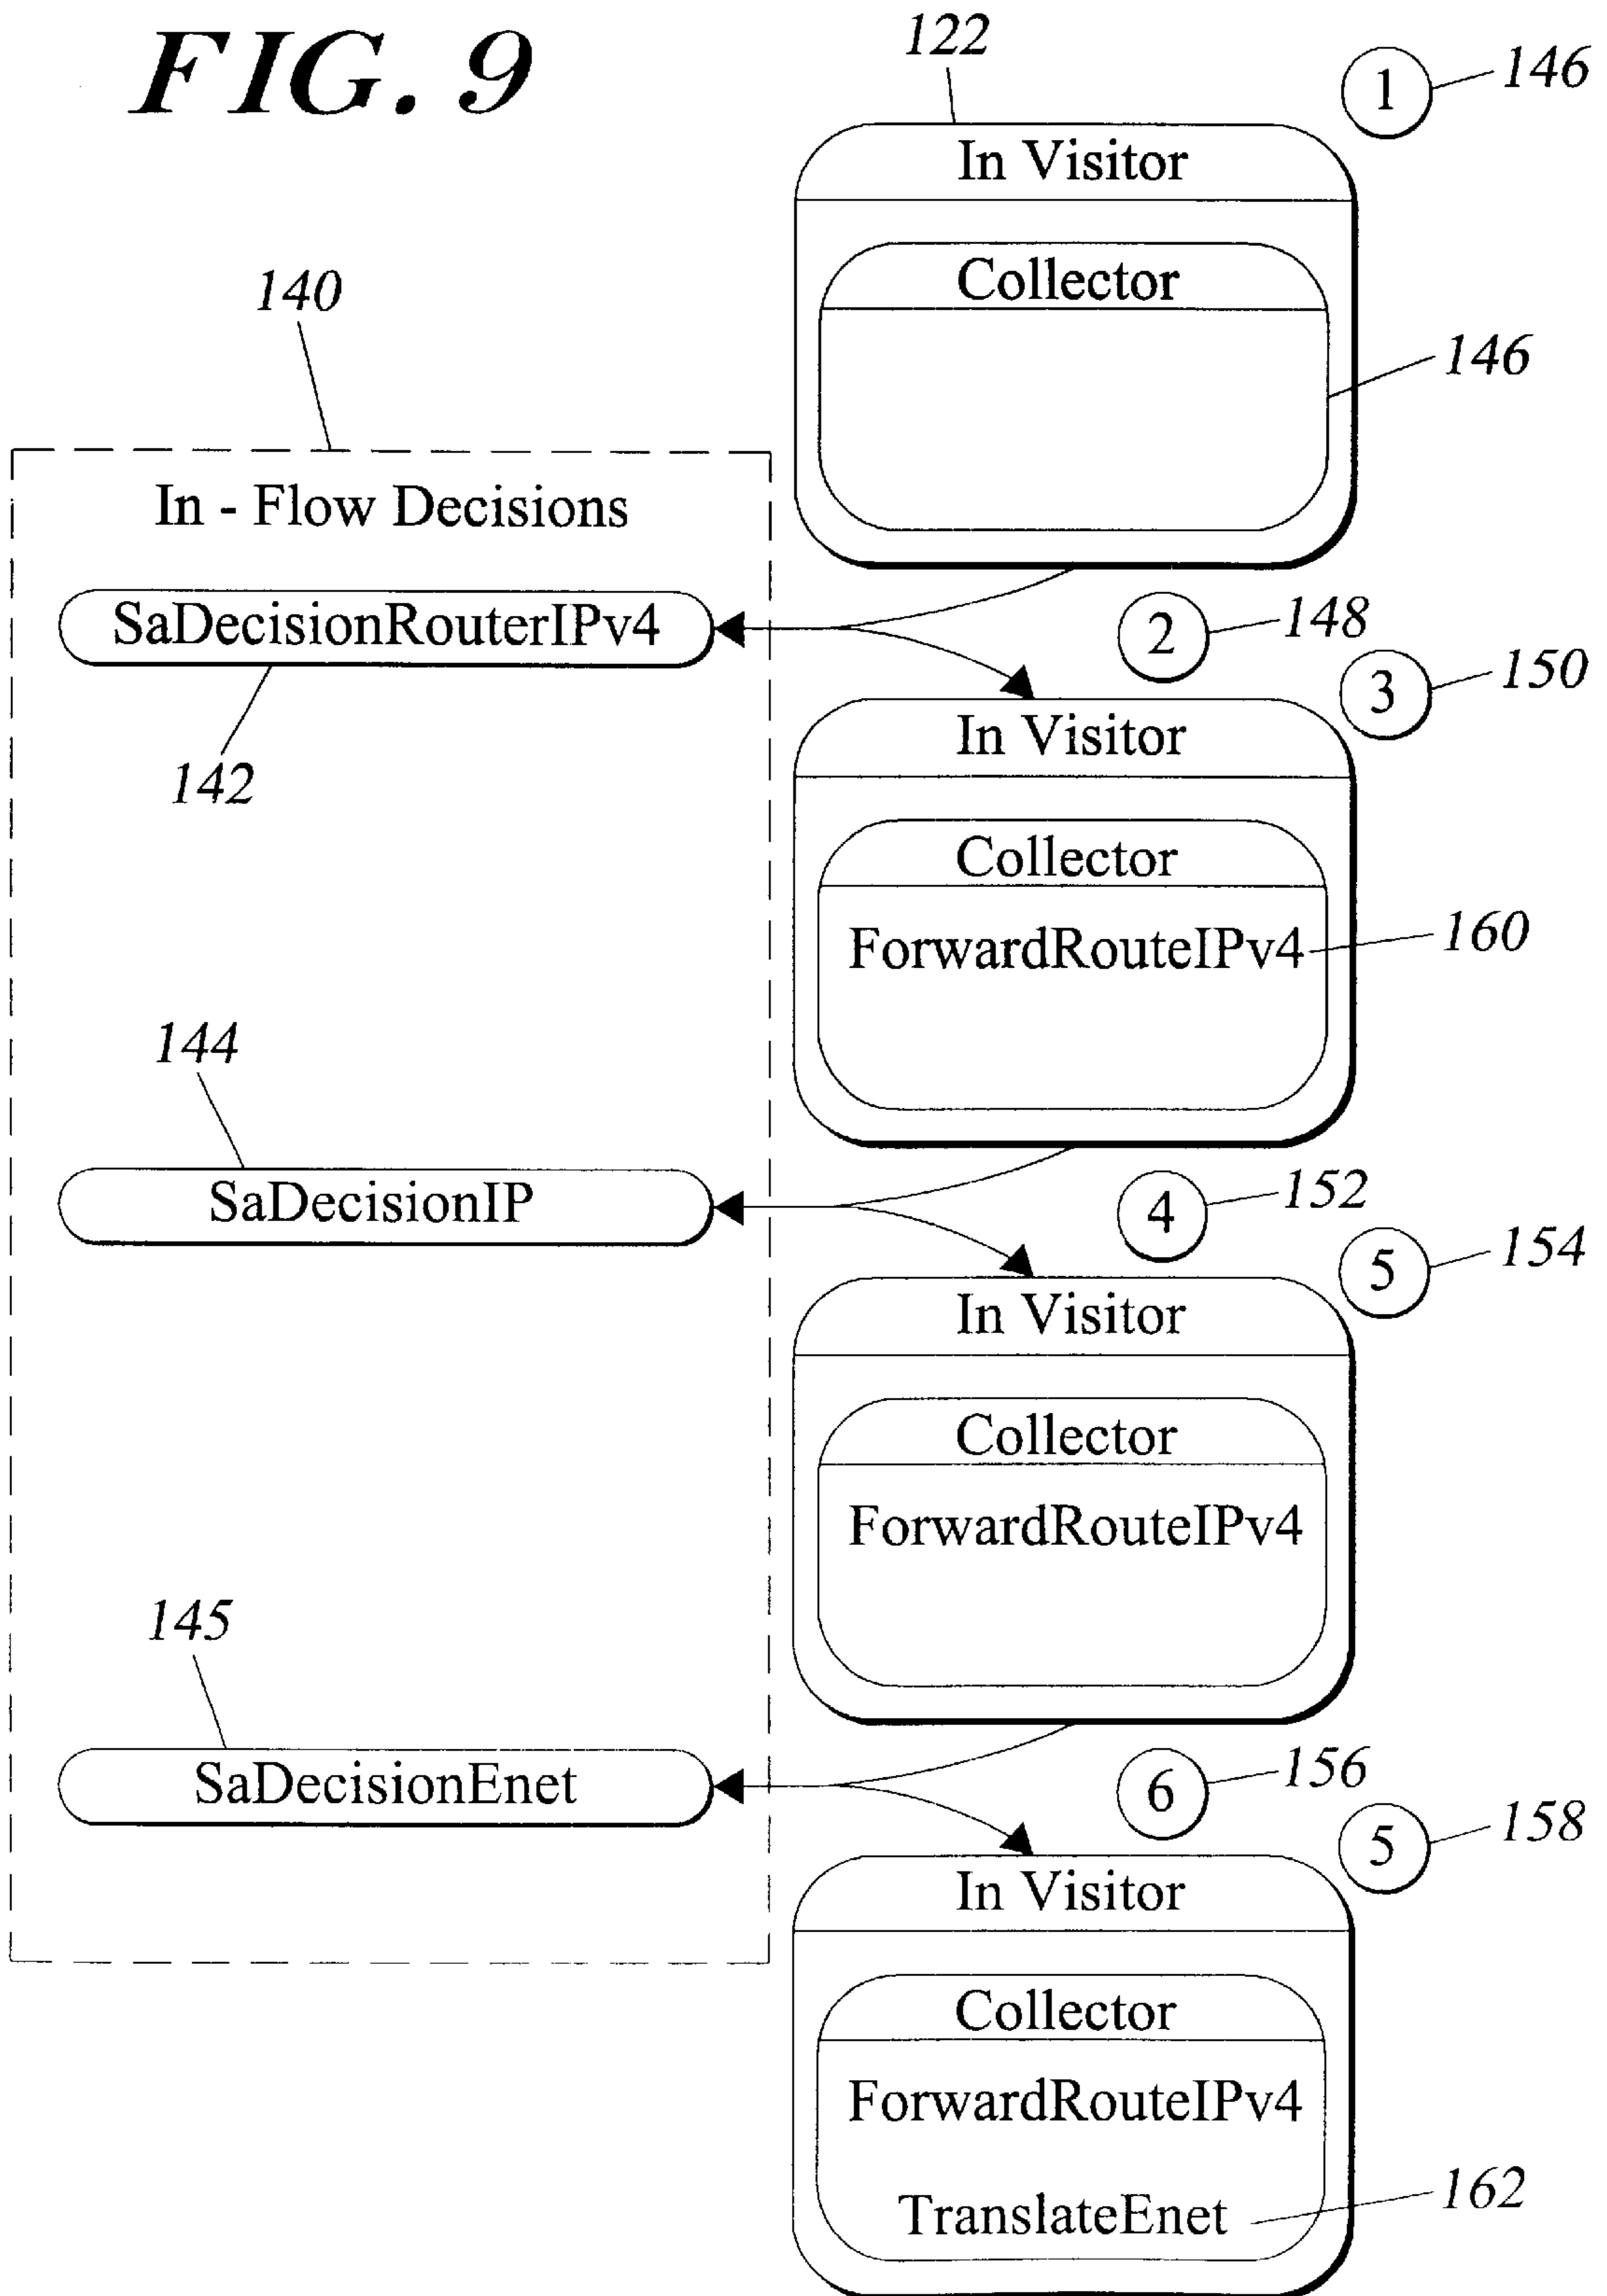 FIG. 9
122
1
146
In Visitor
Collector
146
140
In - Flow Decisions
SaDecisionRouterIPv4
142
2
148
3
150
In Visitor
Collector
ForwardRouteIPv4
160
144
SaDecisionIP
4
152
5
154
In Visitor
Collector
ForwardRouteIPv4
145
SaDecisionEnet
6
156
5
158
In Visitor
Collector
ForwardRouteIPv4
TranslateEnet
162